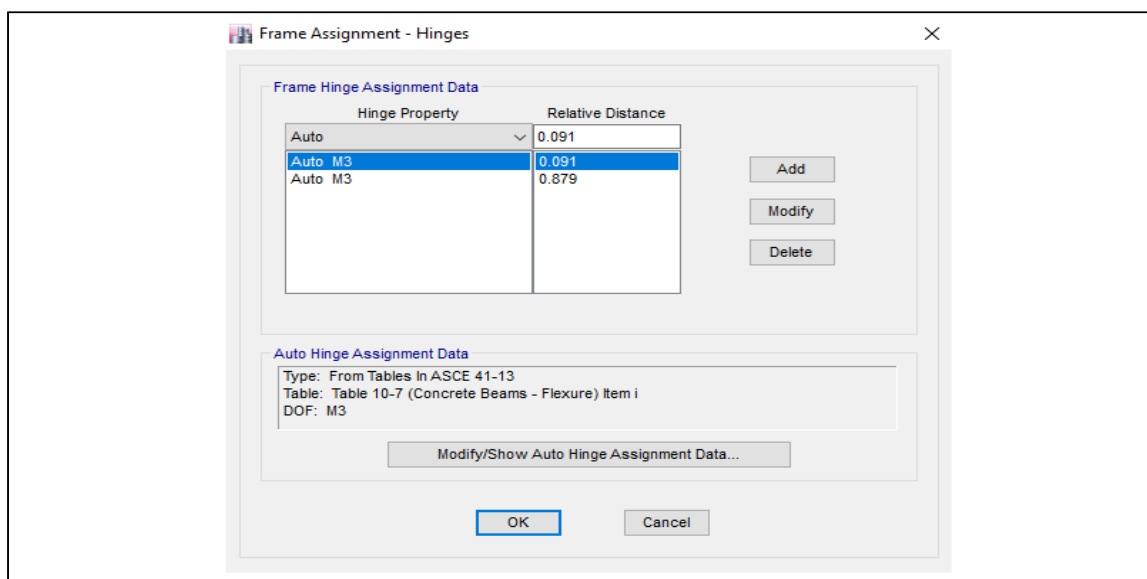 Frame Assignment - Hinges
Frame Hinge Assignment Data
Hinge Property Relative Distance
Auto 0.091
Auto M3 0.091
Auto M3 0.879
Add
Modify
Delete
Auto Hinge Assignment Data
Type: From Tables In ASCE 41-13
Table: Table 10-7 (Concrete Beams - Flexure) Item i
DOF: M3
Modify/Show Auto Hinge Assignment Data...
OK Cancel